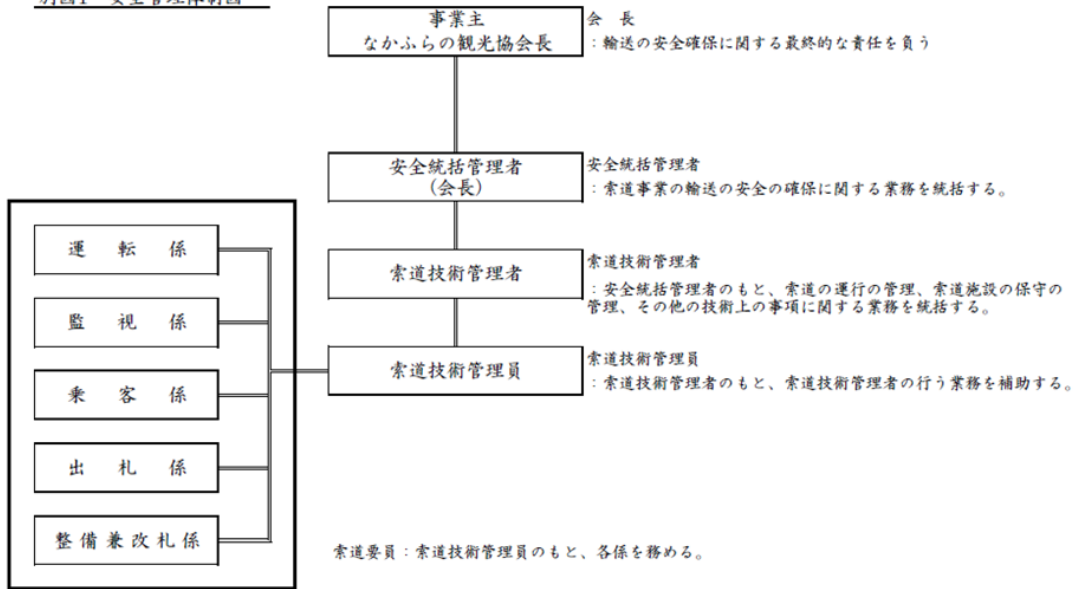 別図1 安全管理体制図
事業主
なかふらの観光協会長
会 長
：輸送の安全確保に関する最終的な責任を負う
安全統括管理者
(会長)
安全統括管理者
：索道事業の輸送の安全の確保に関する業務を統括する。
索道技術管理者
索道技術管理者
：安全統括管理者のもと、索道の運行の管理、索道施設の保守の
管理、その他の技術上の事項に関する業務を統括する。
索道技術管理員
索道技術管理員
：索道技術管理者のもと、索道技術管理者の行う業務を補助する。
運 転 係
監 視 係
乗 客 係
出 札 係
整備兼改札係
索道要員：索道技術管理員のもと、各係を務める。